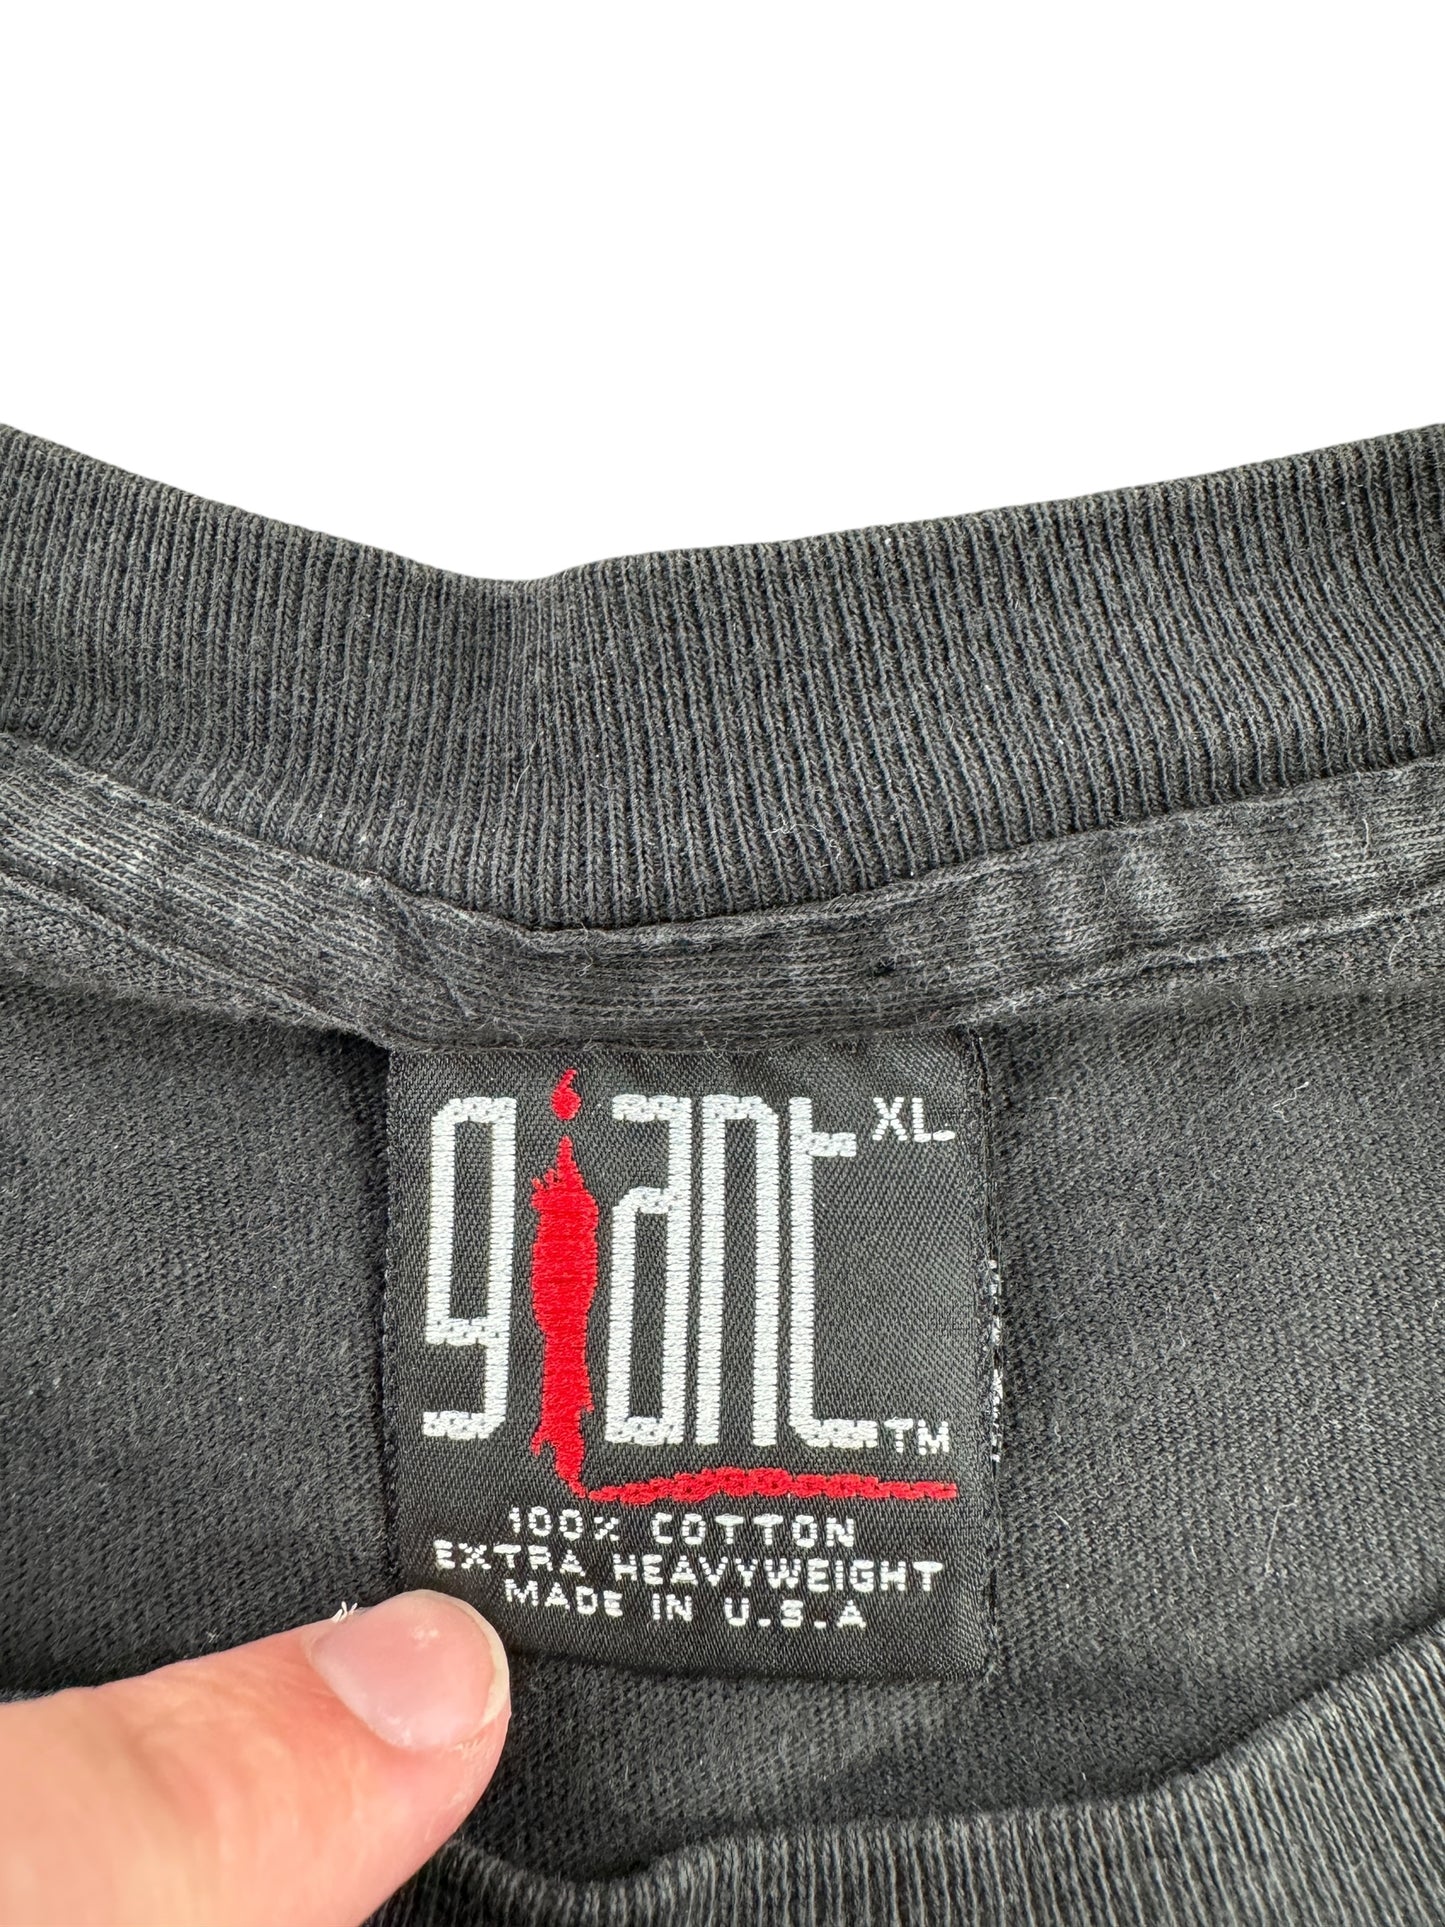 giant XL
TM
100% COTTON
EXTRA HEAVYWEIGHT
MADE IN U.S.A